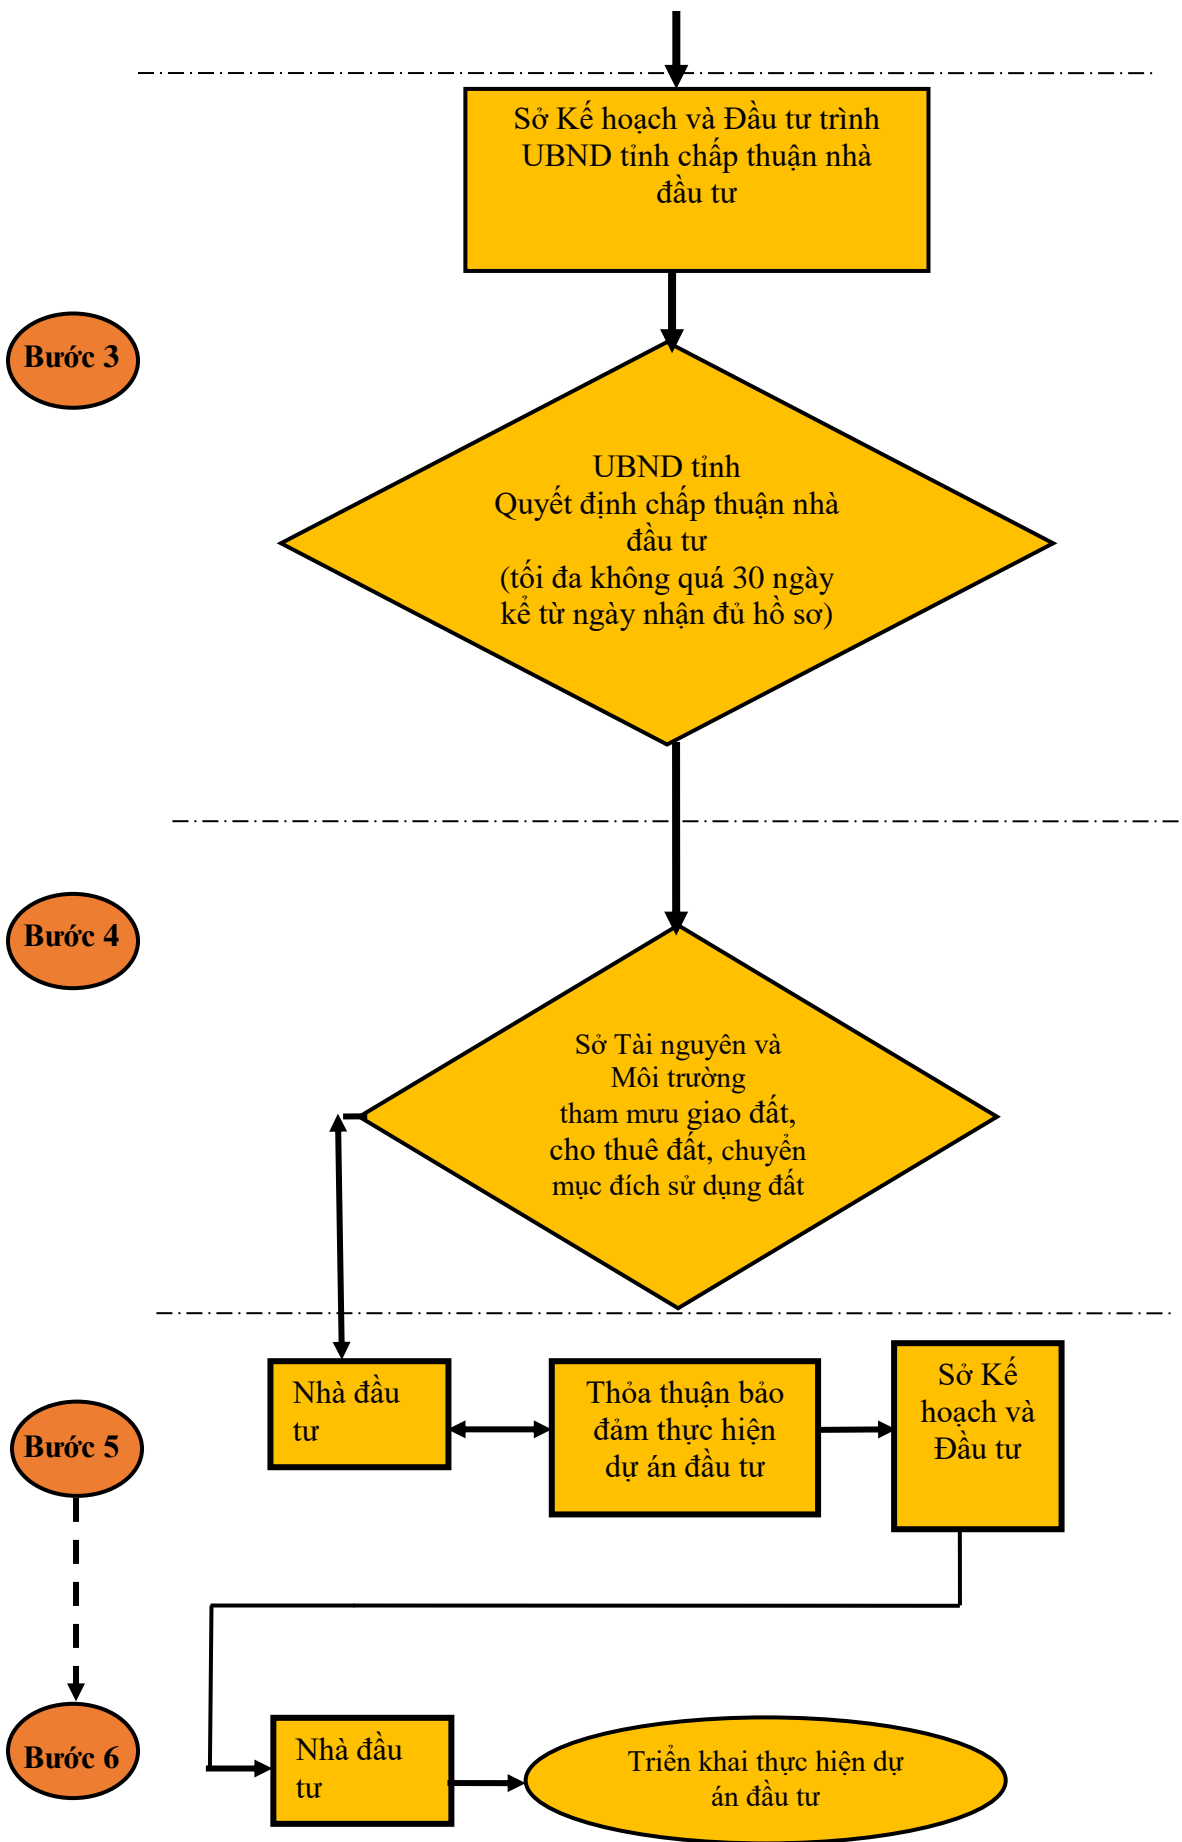 Sở Kế hoạch và Đầu tư trình
UBND tỉnh chấp thuận nhà
đầu tư
Bước 3
UBND tỉnh
Quyết định chấp thuận nhà
đầu tư
(tối đa không quá 30 ngày
kể từ ngày nhận đủ hồ sơ)
Bước 4
Sở Tài nguyên và
Môi trường
tham mưu giao đất,
cho thuê đất, chuyển
mục đích sử dụng đất
Bước 5
Nhà đầu
tư
Thỏa thuận bảo
đảm thực hiện
dự án đầu tư
Sở Kế
hoạch và
Đầu tư
Bước 6
Nhà đầu
tư
Triển khai thực hiện dự
án đầu tư